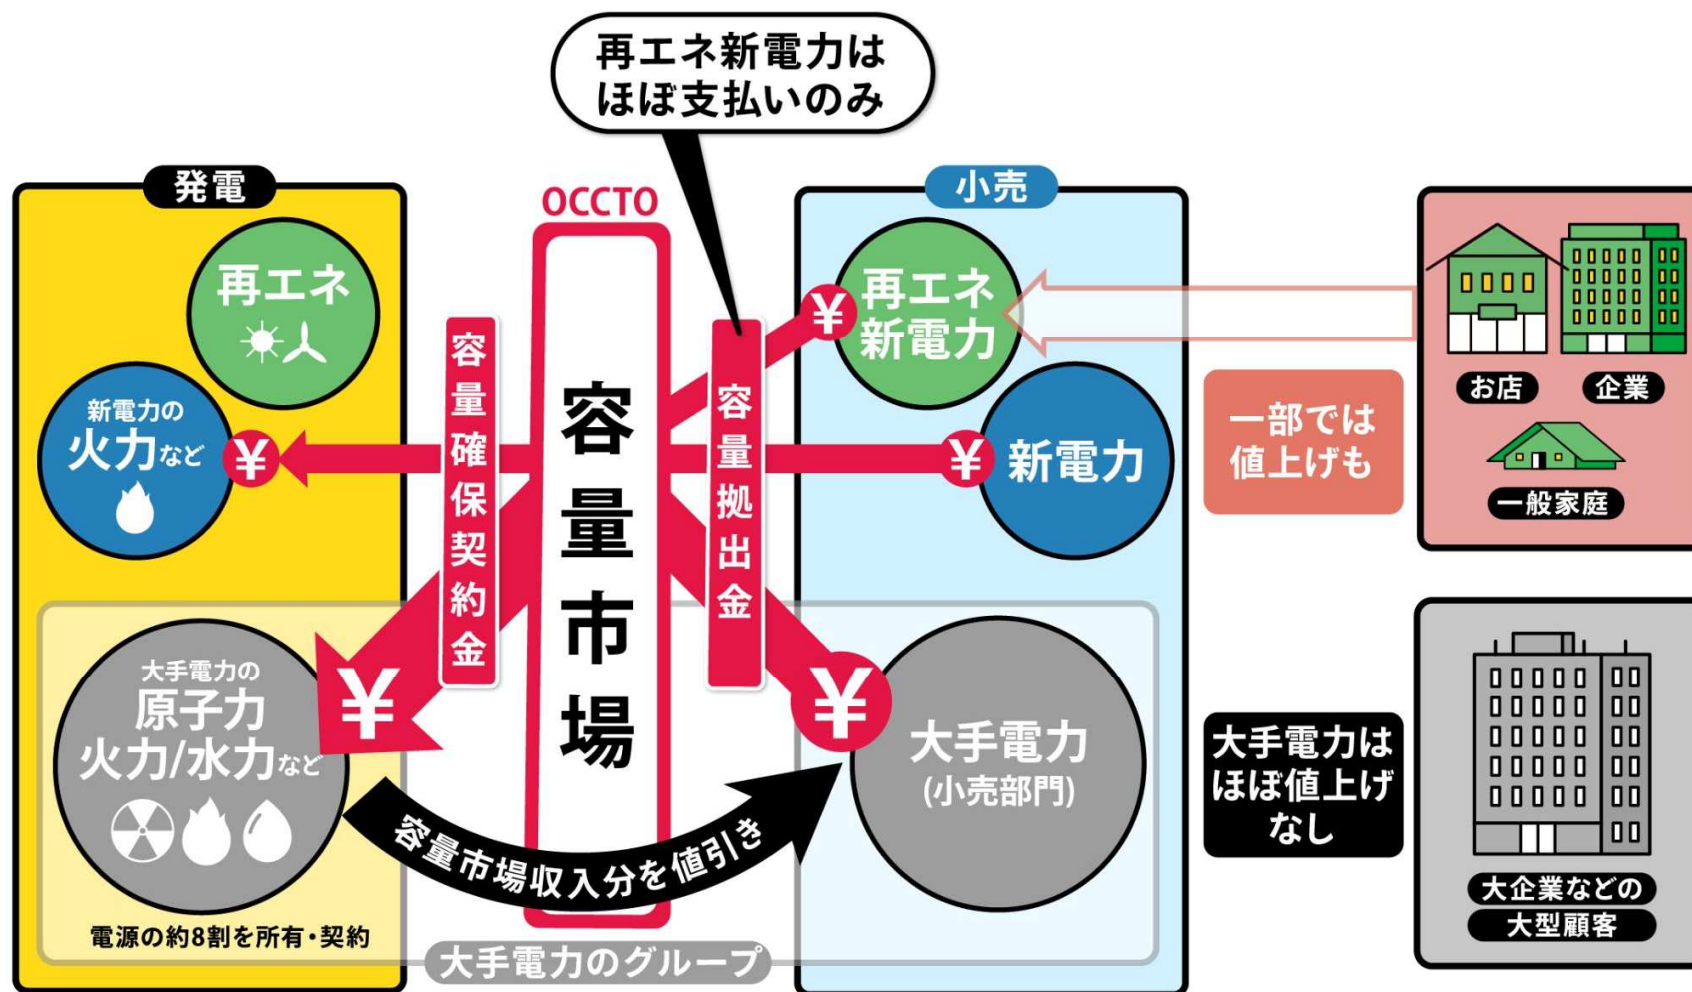 再エネ新電力は
ほぼ支払いのみ
発電
OCCTO
小売
再エネ
新電力の
火力など
¥
容量確保契約金
容量市場
容量拠出金
¥
再エネ
新電力
¥
新電力
一部では
値上げも
お店
企業
一般家庭
大手電力の
原子力
火力/水力など
¥
¥
大手電力
(小売部門)
容量市場収入分を値引き
電源の約8割を所有・契約
大手電力のグループ
大手電力は
ほぼ値上げ
なし
大企業などの
大型顧客